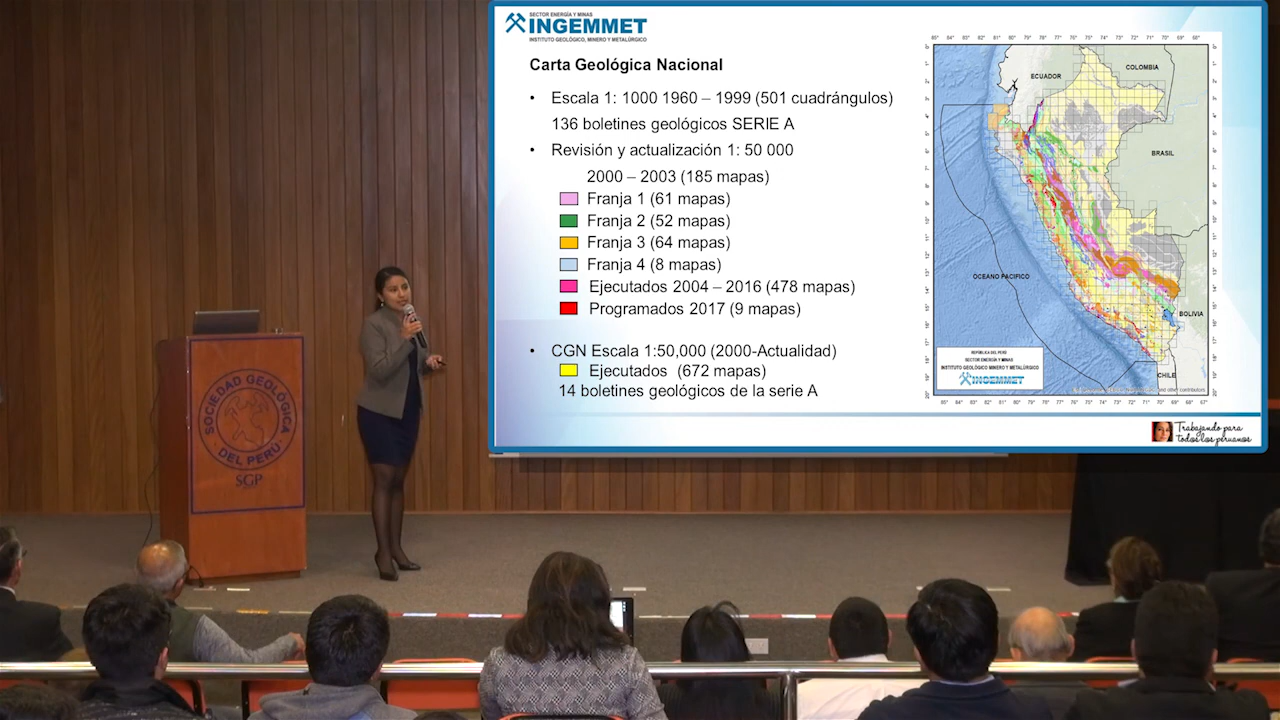 SECTOR ENERGÍA Y MINAS
INGEMMET
INSTITUTO GEOLÓGICO, MINERO Y METALÚRGICO
Carta Geológica Nacional
• Escala 1: 1000 1960 – 1999 (501 cuadrángulos)
136 boletines geológicos SERIE A
• Revisión y actualización 1: 50 000
2000 – 2003 (185 mapas)
Franja 1 (61 mapas)
Franja 2 (52 mapas)
Franja 3 (64 mapas)
Franja 4 (8 mapas)
Ejecutados 2004 – 2016 (478 mapas)
Programados 2017 (9 mapas)
• CGN Escala 1:50,000 (2000-Actualidad)
Ejecutados (672 mapas)
14 boletines geológicos de la serie A
ECUADOR
COLOMBIA
BRASIL
OCEANO PACIFICO
BOLIVIA
CHILE
REPÚBLICA DEL PERÚ
SECTOR ENERGÍA Y MINAS
INSTITUTO GEOLÓGICO MINERO Y METALÚRGICO
INGEMMET
Trabajando para
todos los peruanos
SOCIEDAD GEOLÓGICA
DEL PERÚ
SGP